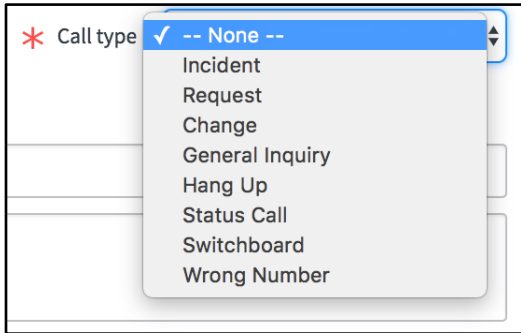 * Call type ✓ -- None --
Incident
Request
Change
General Inquiry
Hang Up
Status Call
Switchboard
Wrong Number